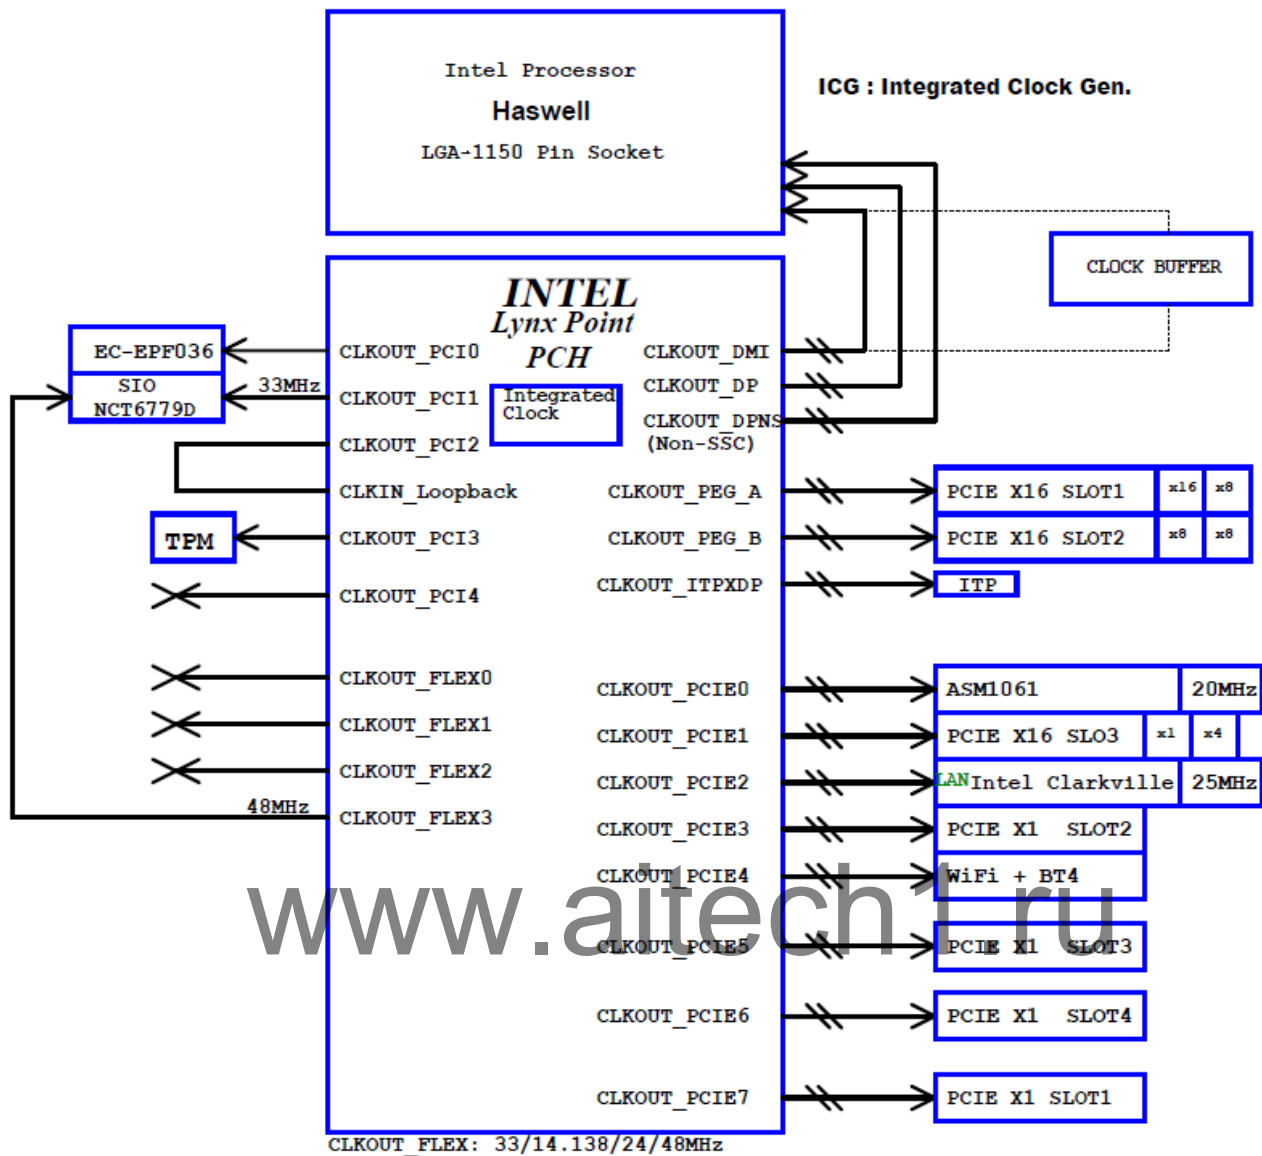 Intel Processor
Haswell
LGA-1150 Pin Socket
ICG : Integrated Clock Gen.
CLOCK BUFFER
INTEL
Lynx Point
PCH
Integrated
Clock
EC-EPF036
SIO
NCT6779D
33MHz
TPM
48MHz
CLKOUT_PCI0
CLKOUT_PCI1
CLKOUT_PCI2
CLKIN_Loopback
CLKOUT_PCI3
CLKOUT_PCI4
CLKOUT_FLEX0
CLKOUT_FLEX1
CLKOUT_FLEX2
CLKOUT_FLEX3
CLKOUT_DMI
CLKOUT_DP
CLKOUT_DPNS
(Non-SSC)
CLKOUT_PEG_A
PCIE X16 SLOT1 x16 x8
CLKOUT_PEG_B
PCIE X16 SLOT2 x8 x8
CLKOUT_ITPXDP
ITP
CLKOUT_PCIE0
ASM1061 20MHz
CLKOUT_PCIE1
PCIE X16 SLO3 x1 x4
CLKOUT_PCIE2
LAN Intel Clarkville 25MHz
CLKOUT_PCIE3
PCIE X1 SLOT2
CLKOUT_PCIE4
WiFi + BT4
CLKOUT_PCIE5
PCIE X1 SLOT3
CLKOUT_PCIE6
PCIE X1 SLOT4
CLKOUT_PCIE7
PCIE X1 SLOT1
www.aitech1.ru
CLKOUT_FLEX: 33/14.138/24/48MHz